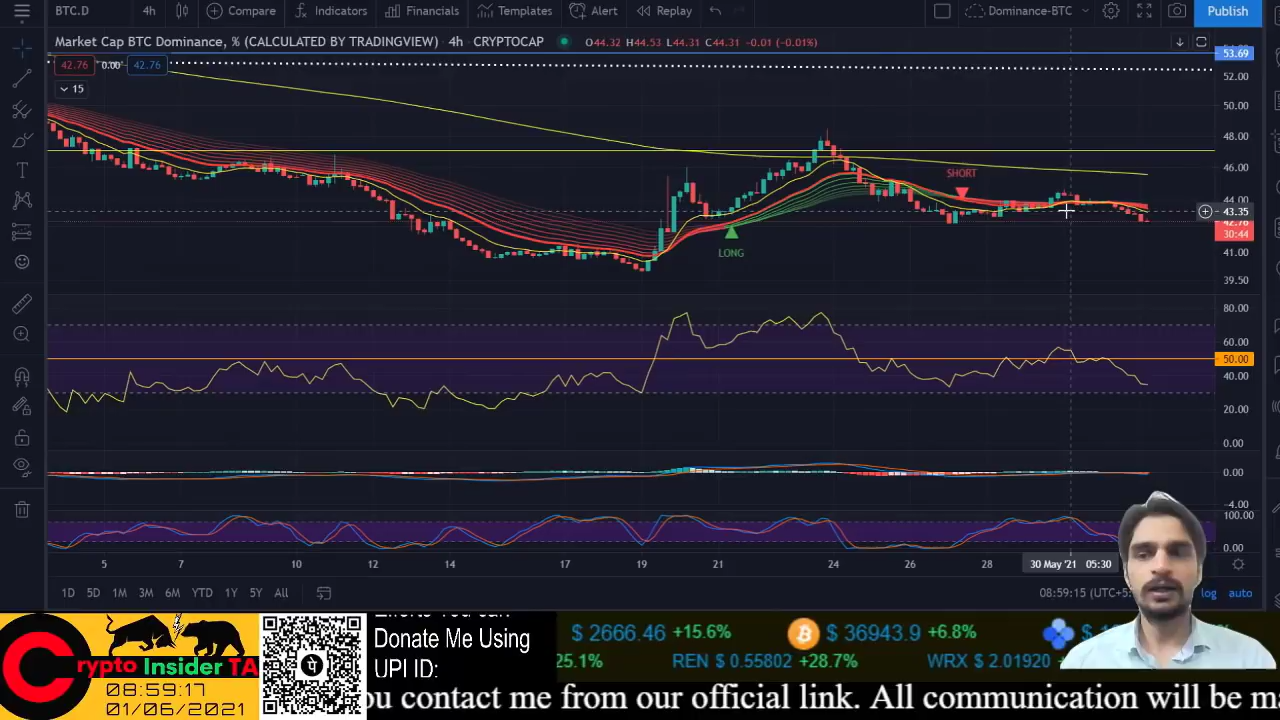 BTC.D 4h Compare Indicators Financials Templates Alert Replay Dominance-BTC Publish
Market Cap BTC Dominance, % (CALCULATED BY TRADINGVIEW) 4h CRYPTOCAP O44.32 H44.53 L44.31 C44.31 -0.01 (-0.01%)
53.69
42.76 0.00 42.76
52.00
15
50.00
48.00
46.00
SHORT
44.00
43.35
42.76
30:44
LONG
41.00
39.50
80.00
60.00
50.00
40.00
20.00
0.00
0.00
-4.00
100.00
0.00
5 7 10 12 14 17 19 21 24 26 28 30 May '21 05:30
1D 5D 1M 3M 6M YTD 1Y 5Y All 08:59:15 (UTC+5: log auto
Donate Me Using
UPI ID:
Crypto Insider TA
08:59:17
01/06/2021
$ 2666.46 +15.6% $ 36943.9 +6.8%
25.1% REN $ 0.55802 +28.7% WRX $ 2.01920
ou contact me from our official link. All communication will be m